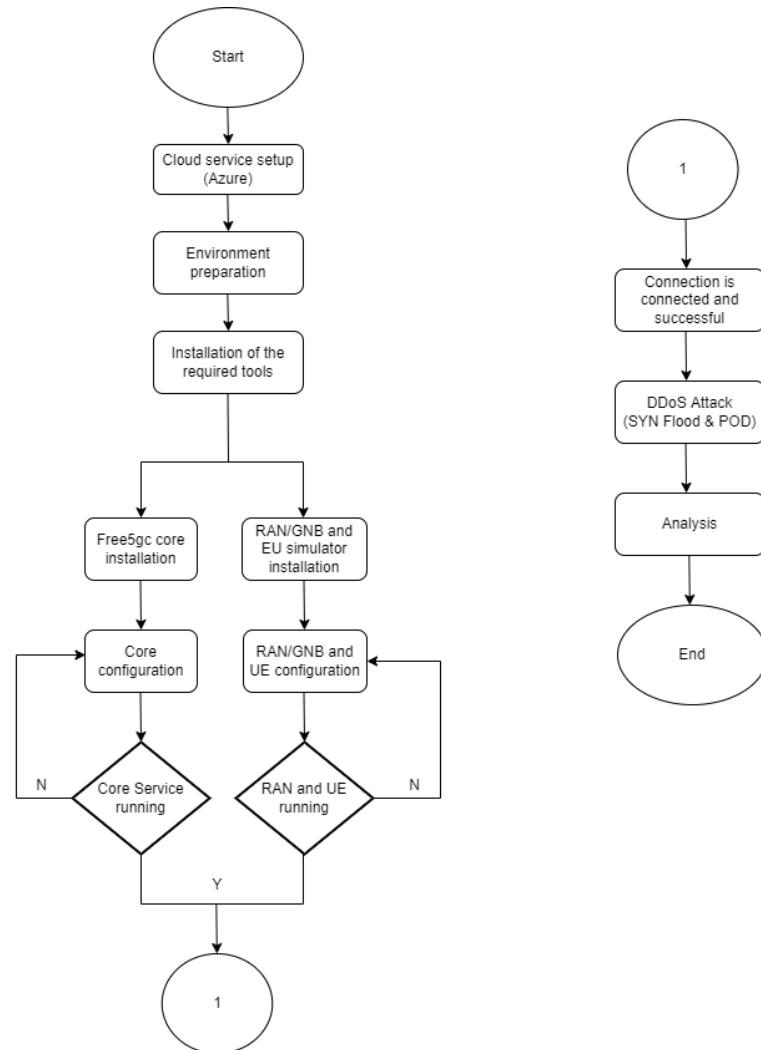 Start
Cloud service setup
(Azure)
Environment
preparation
Installation of the
required tools
Free5gc core
installation
RAN/GNB and
EU simulator
installation
Core
configuration
RAN/GNB and
UE configuration
N
Core Service
running
RAN and UE
running
N
Y
1
1
Connection is
connected and
successful
DDoS Attack
(SYN Flood & POD)
Analysis
End